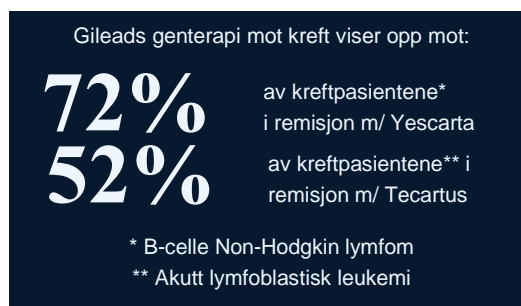 Gileads genterapi mot kreft viser opp mot:
72%
av kreftpasientene*
i remisjon m/ Yescarta
52%
av kreftpasientene** i
remisjon m/ Tecartus
* B-celle Non-Hodgkin lymfom
** Akutt lymfoblastisk leukemi